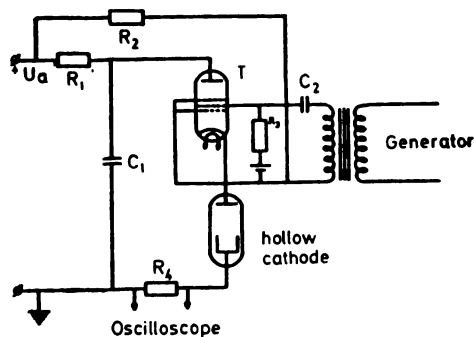 R2
T
C2
+
Ua
R1
R3
Generator
C1
hollow
cathode
R4
Oscilloscope